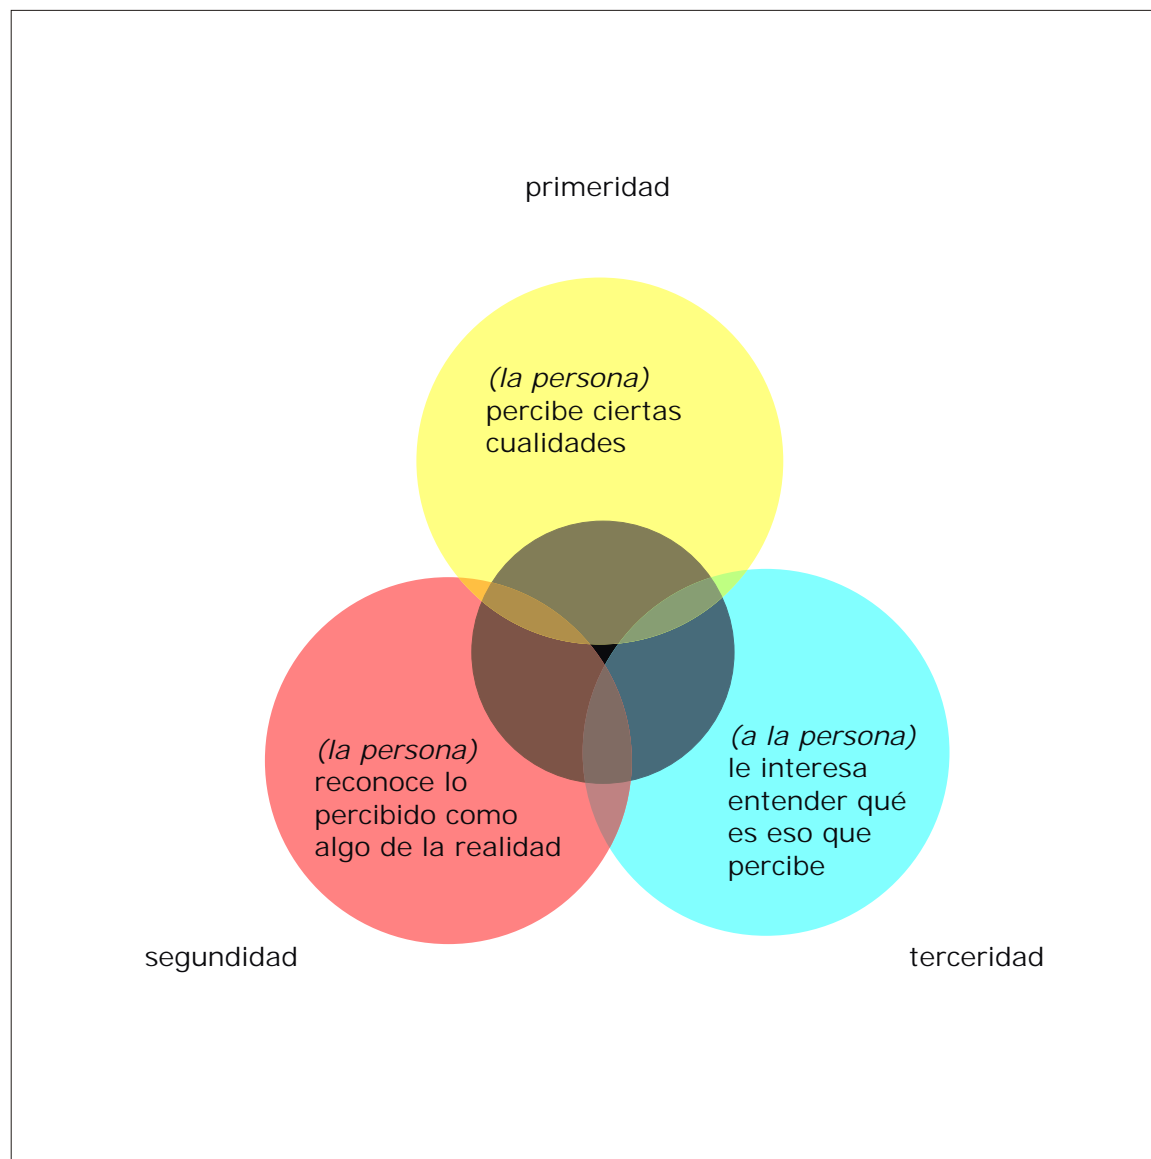 primeridad
(la persona)
percibe ciertas
cualidades
(la persona)
reconoce lo
percibido como
algo de la realidad
(a la persona)
le interesa
entender qué
es eso que
percibe
segundidad
terceridad